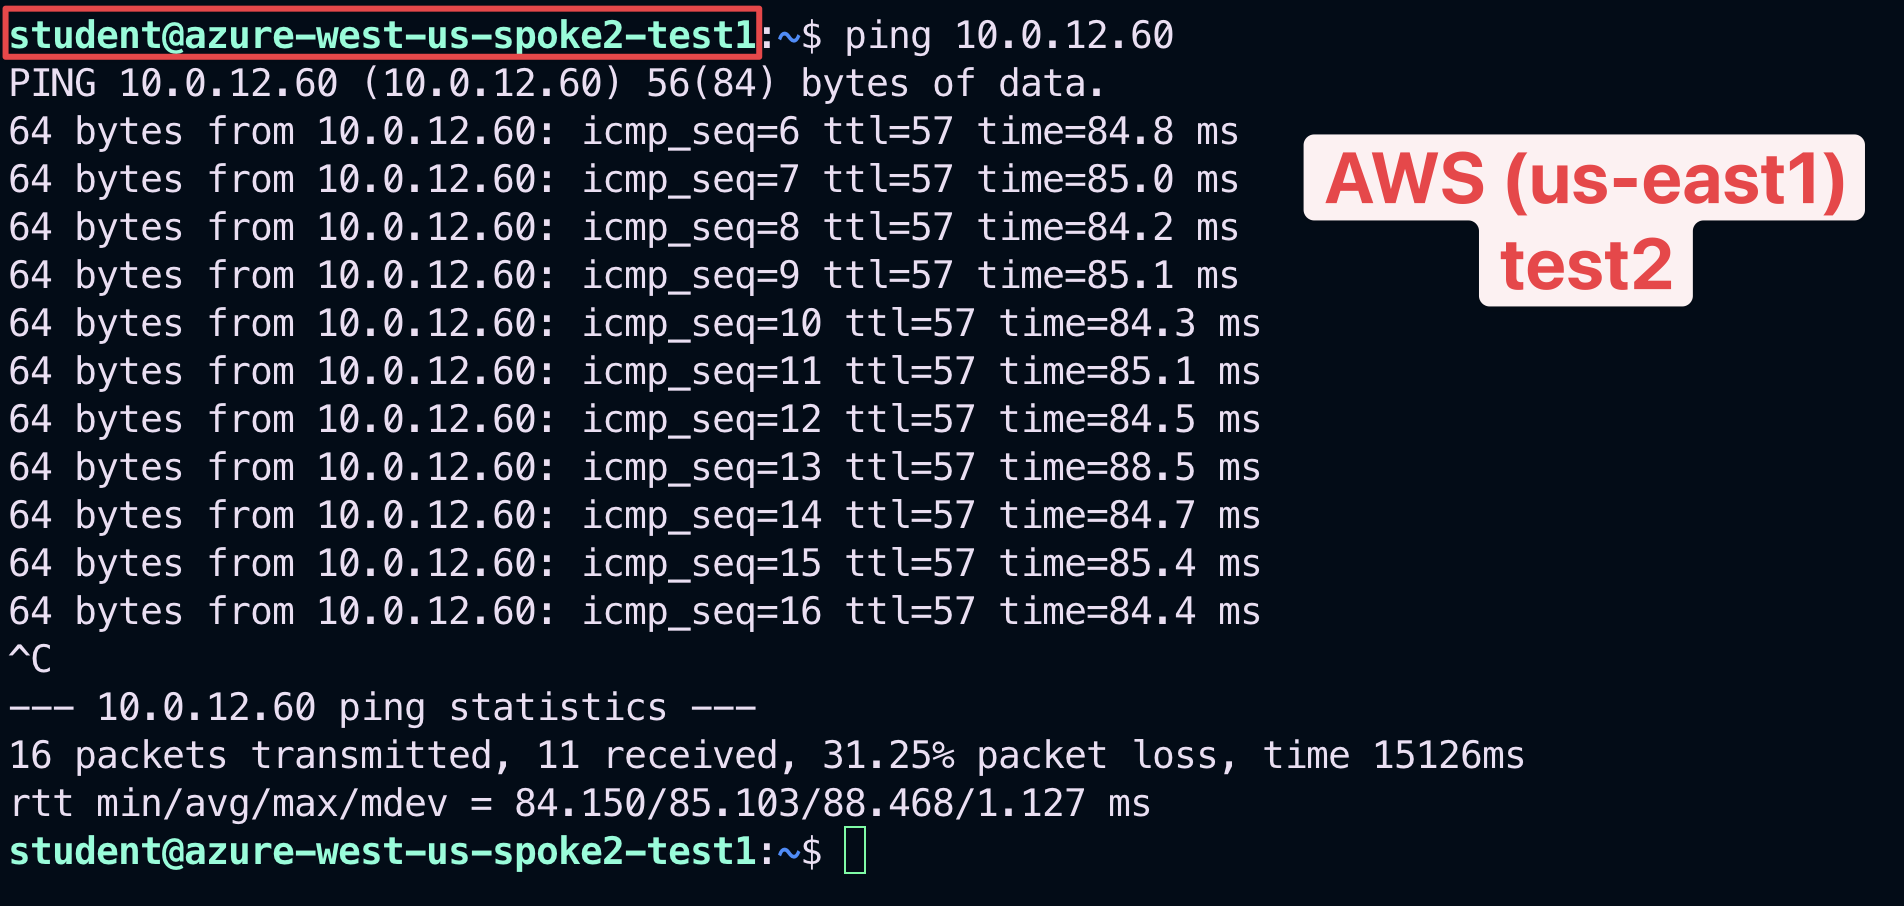 student@azure-west-us-spoke2-test1:~$ ping 10.0.12.60
PING 10.0.12.60 (10.0.12.60) 56(84) bytes of data.
64 bytes from 10.0.12.60: icmp_seq=6 ttl=57 time=84.8 ms
64 bytes from 10.0.12.60: icmp_seq=7 ttl=57 time=85.0 ms
64 bytes from 10.0.12.60: icmp_seq=8 ttl=57 time=84.2 ms
64 bytes from 10.0.12.60: icmp_seq=9 ttl=57 time=85.1 ms
64 bytes from 10.0.12.60: icmp_seq=10 ttl=57 time=84.3 ms
64 bytes from 10.0.12.60: icmp_seq=11 ttl=57 time=85.1 ms
64 bytes from 10.0.12.60: icmp_seq=12 ttl=57 time=84.5 ms
64 bytes from 10.0.12.60: icmp_seq=13 ttl=57 time=88.5 ms
64 bytes from 10.0.12.60: icmp_seq=14 ttl=57 time=84.7 ms
64 bytes from 10.0.12.60: icmp_seq=15 ttl=57 time=85.4 ms
64 bytes from 10.0.12.60: icmp_seq=16 ttl=57 time=84.4 ms
^C
--- 10.0.12.60 ping statistics ---
16 packets transmitted, 11 received, 31.25% packet loss, time 15126ms
rtt min/avg/max/mdev = 84.150/85.103/88.468/1.127 ms
student@azure-west-us-spoke2-test1:~$
AWS (us-east1)
test2